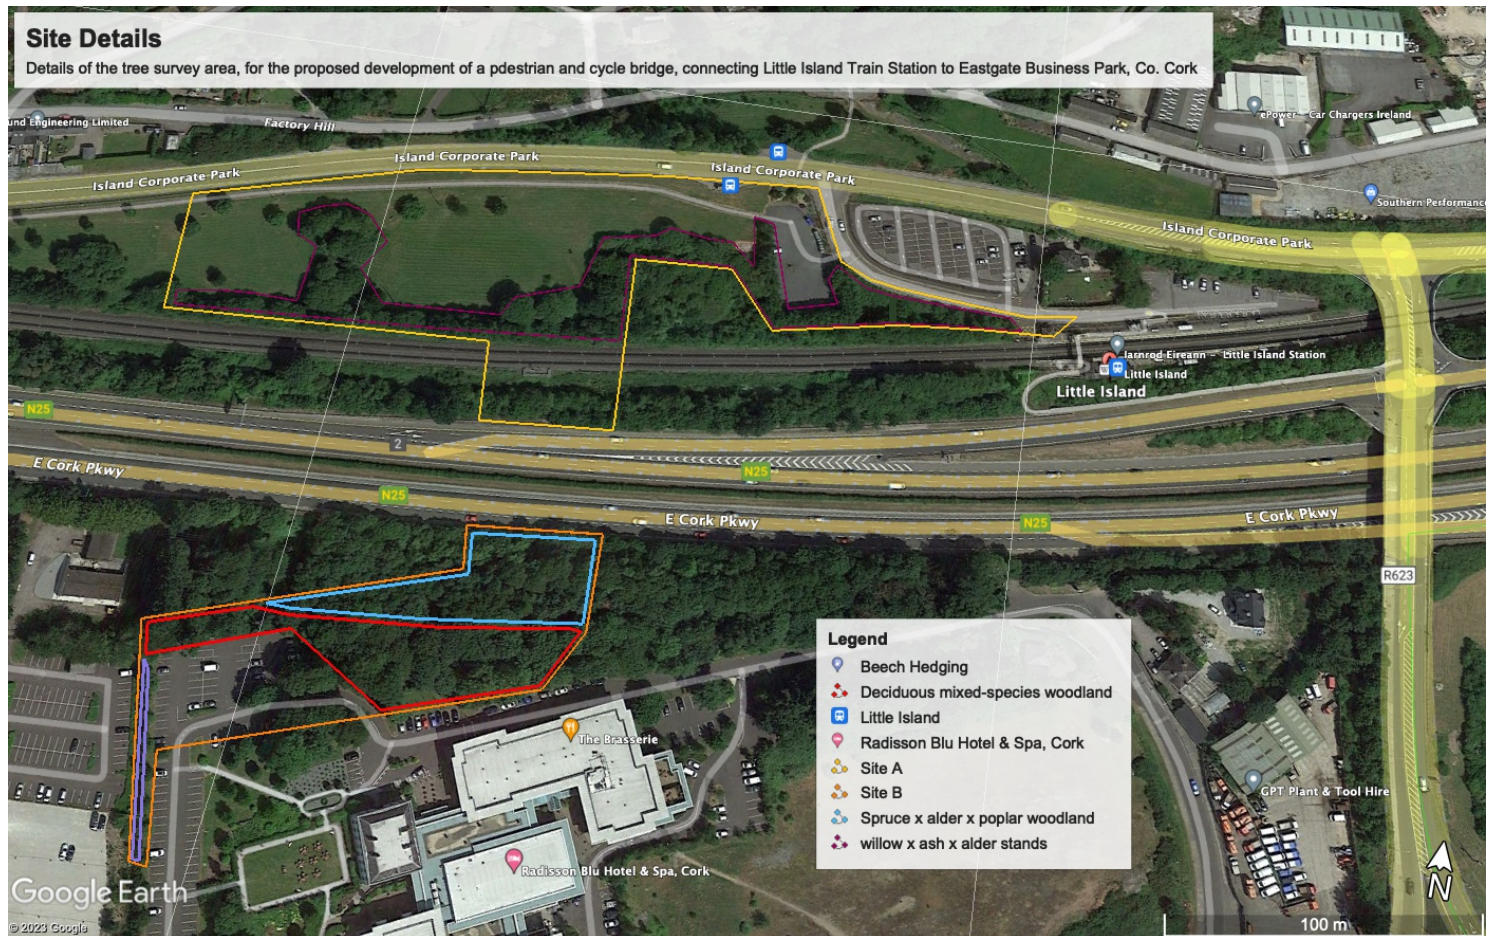 Site Details
Details of the tree survey area, for the proposed development of a pdestrian and cycle bridge, connecting Little Island Train Station to Eastgate Business Park, Co. Cork
ePower - Car Chargers Ireland
und Engineering Limited
Factory Hill
Island Corporate Park
Island Corporate Park
Island Corporate Park
Southern Performance
Island Corporate Park
Iarnrod Eireann - Little Island Station
Little Island
Little Island
N25
2
E Cork Pkwy
N25
N25
E Cork Pkwy
N25
E Cork Pkwy
R623
Legend
Beech Hedging
Deciduous mixed-species woodland
Little Island
Radisson Blu Hotel & Spa, Cork
Site A
Site B
Spruce x alder x poplar woodland
willow x ash x alder stands
The Brasserie
GPT Plant & Tool Hire
Radisson Blu Hotel & Spa, Cork
Google Earth
© 2023 Google
N
100 m